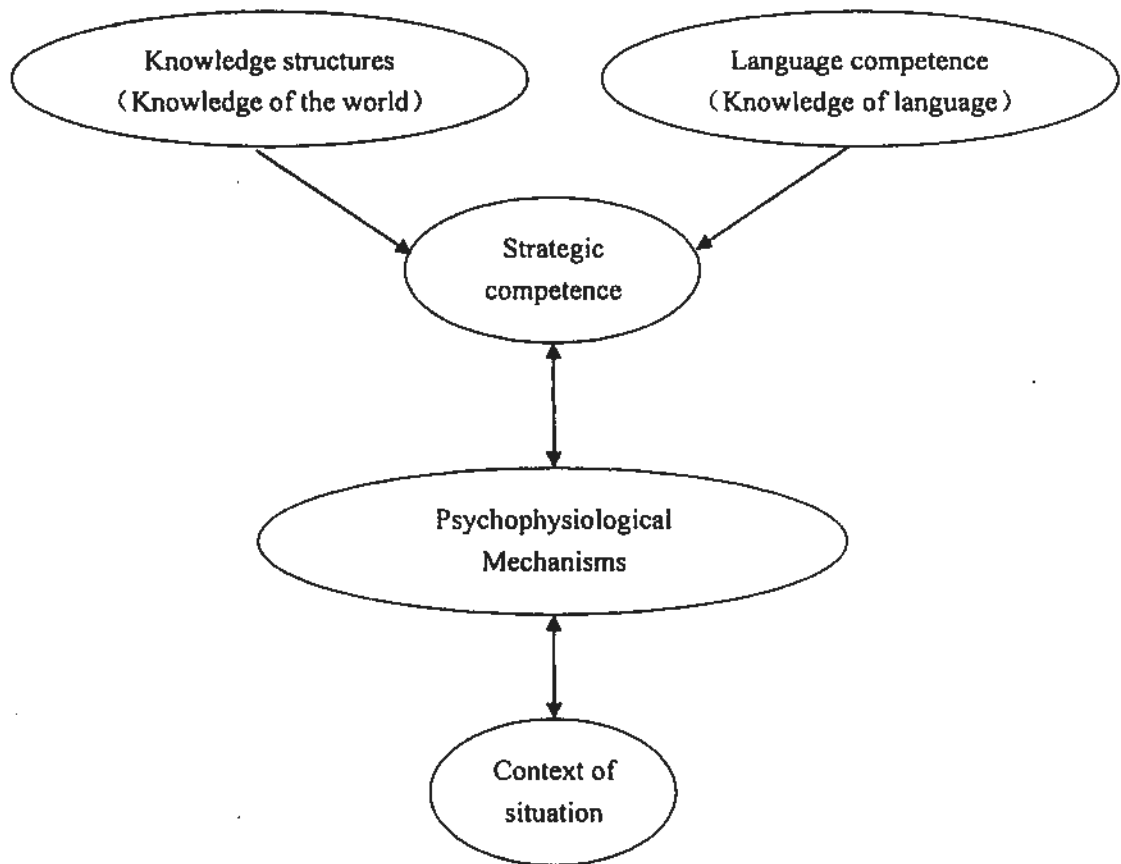 Knowledge structures
（Knowledge of the world）
Language competence
（Knowledge of language）
Strategic
competence
Psychophysiological
Mechanisms
Context of
situation